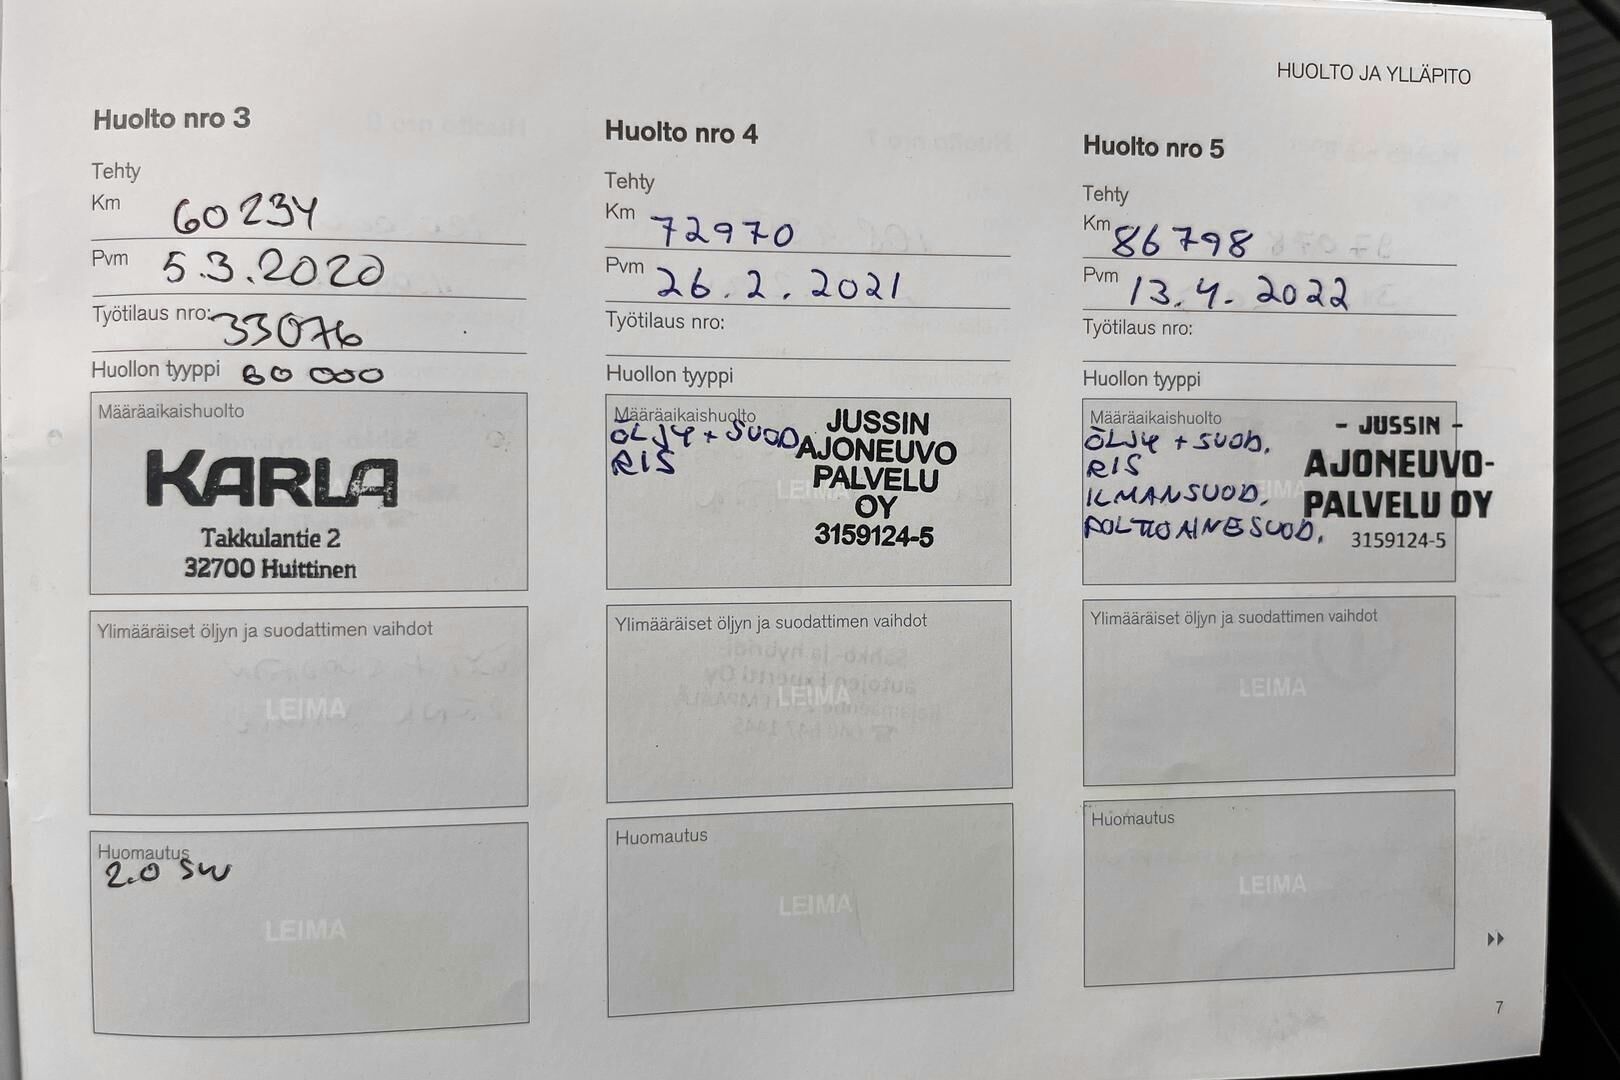 HUOLTO JA YLLÄPITO
Huolto nro 3
Tehty
Km 60234
Pvm 5.3.2020
Työtilaus nro: 33076
Huollon tyyppi 60 000
Määräaikaishuolto
KARLA
Takkulantie 2
32700 Huittinen
Ylimääräiset öljyn ja suodattimen vaihdot
LEIMA
Huomautus
2.0 SW
LEIMA
Huolto nro 4
Tehty
Km 72970
Pvm 26.2.2021
Työtilaus nro:
Huollon tyyppi
Määräaikaishuolto
ÖLJY + SUOD.
RIS
LEIMA
JUSSIN
AJONEUVO
PALVELU
OY
3159124-5
Ylimääräiset öljyn ja suodattimen vaihdot
LEIMA
Huomautus
LEIMA
Huolto nro 5
Tehty
Km 86798
Pvm 13.4.2022
Työtilaus nro:
Huollon tyyppi
Määräaikaishuolto
ÖLJY + SUOD.
RIS
ILMANSUOD.
POLTTOAINESUOD.
LEIMA
- JUSSIN -
AJONEUVO-
PALVELU OY
3159124-5
Ylimääräiset öljyn ja suodattimen vaihdot
LEIMA
Huomautus
LEIMA
7